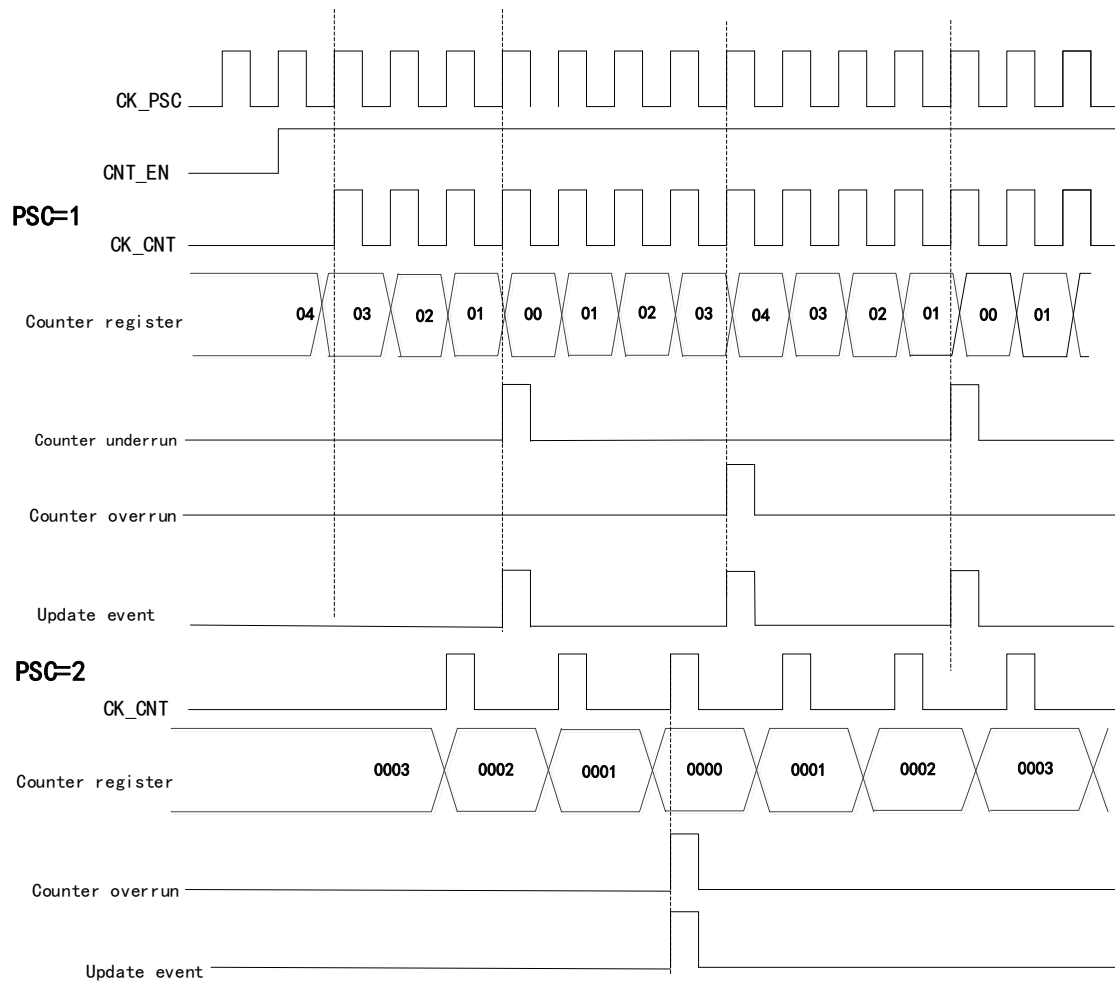 CK_PSC
CNT_EN
PSC=1
CK_CNT
Counter register 04 03 02 01 00 01 02 03 04 03 02 01 00 01
Counter underrun
Counter overrun
Update event
PSC=2
CK_CNT
Counter register 0003 0002 0001 0000 0001 0002 0003
Counter overrun
Update event